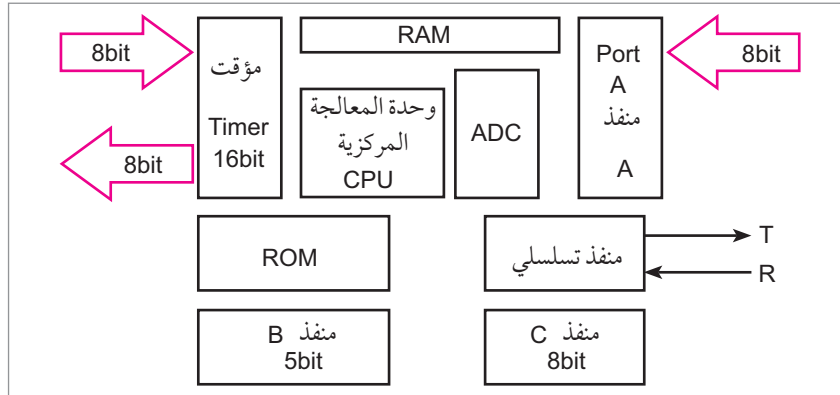 8bit
8bit
مؤقت
Timer
16bit
RAM
وحدة المعالجة
المركزية
CPU
ADC
Port
A
منفذ
A
8bit
ROM
منفذ تسلسلي
T
R
منفذ B
5bit
منفذ C
8bit